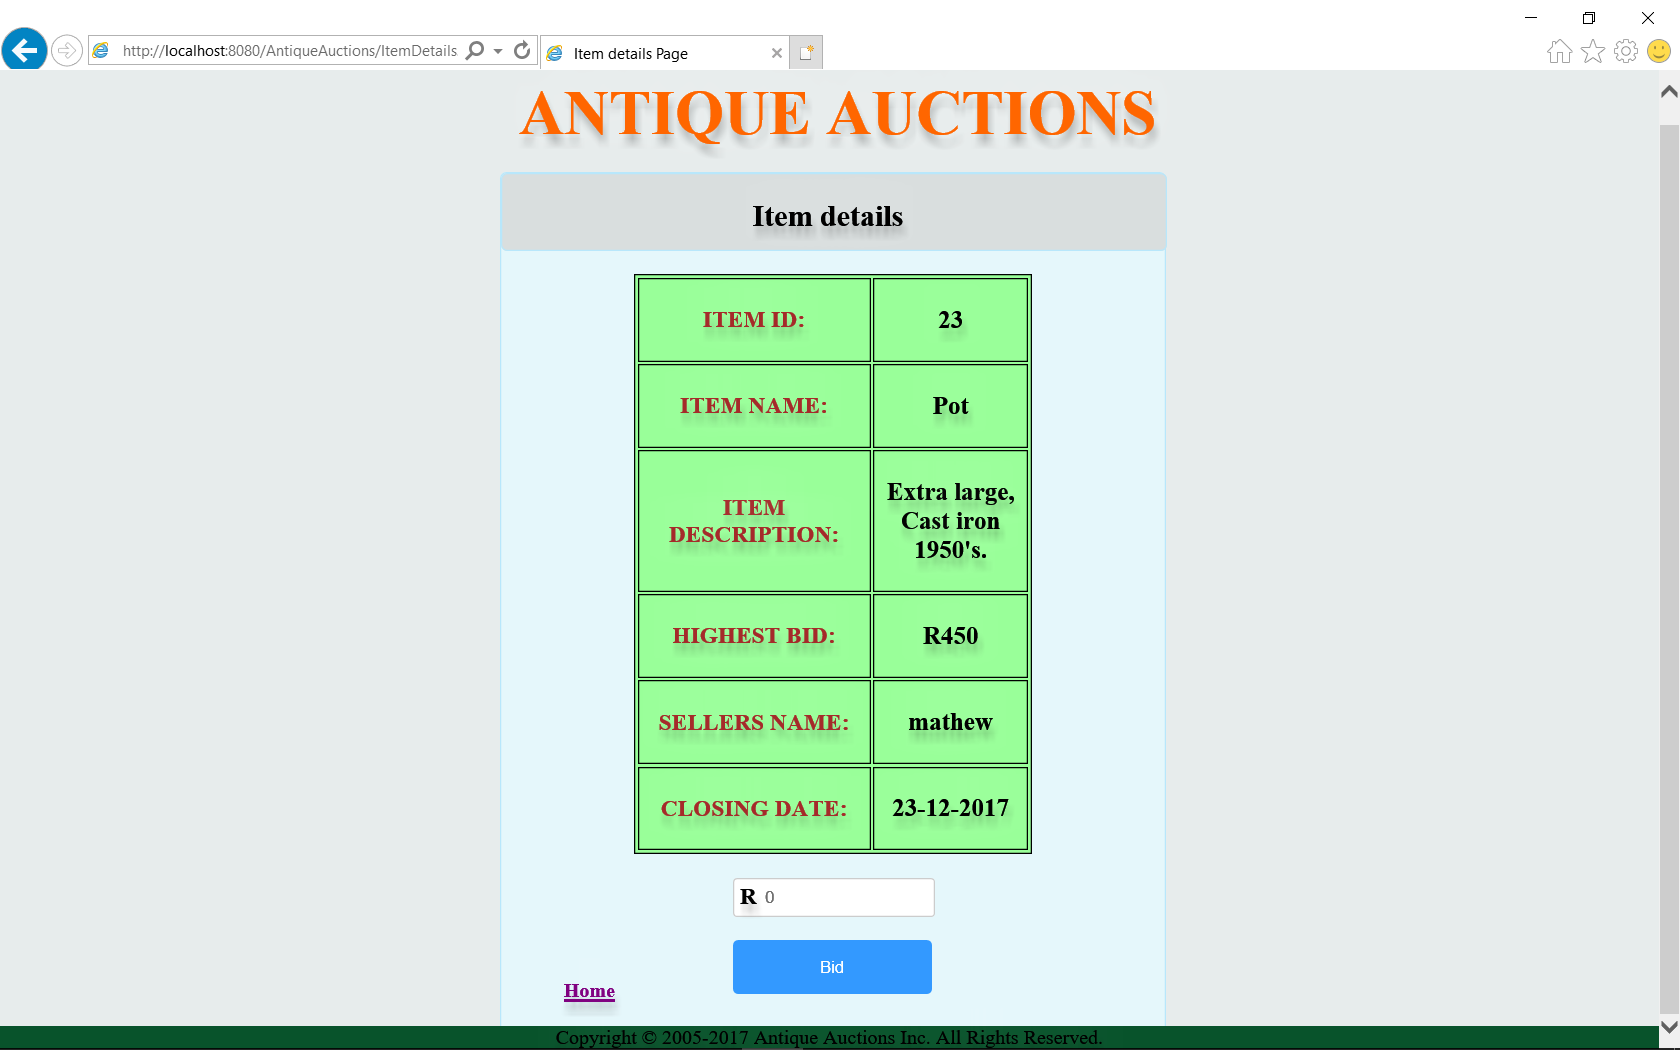 http://localhost:8080/AntiqueAuctions/ItemDetails
Item details Page
ANTIQUE AUCTIONS
Item details
ITEM ID:
23
ITEM NAME:
Pot
ITEM
DESCRIPTION:
Extra large,
Cast iron
1950's.
HIGHEST BID:
R450
SELLERS NAME:
mathew
CLOSING DATE:
23-12-2017
R 0
Bid
Home
Copyright © 2005-2017 Antique Auctions Inc. All Rights Reserved.